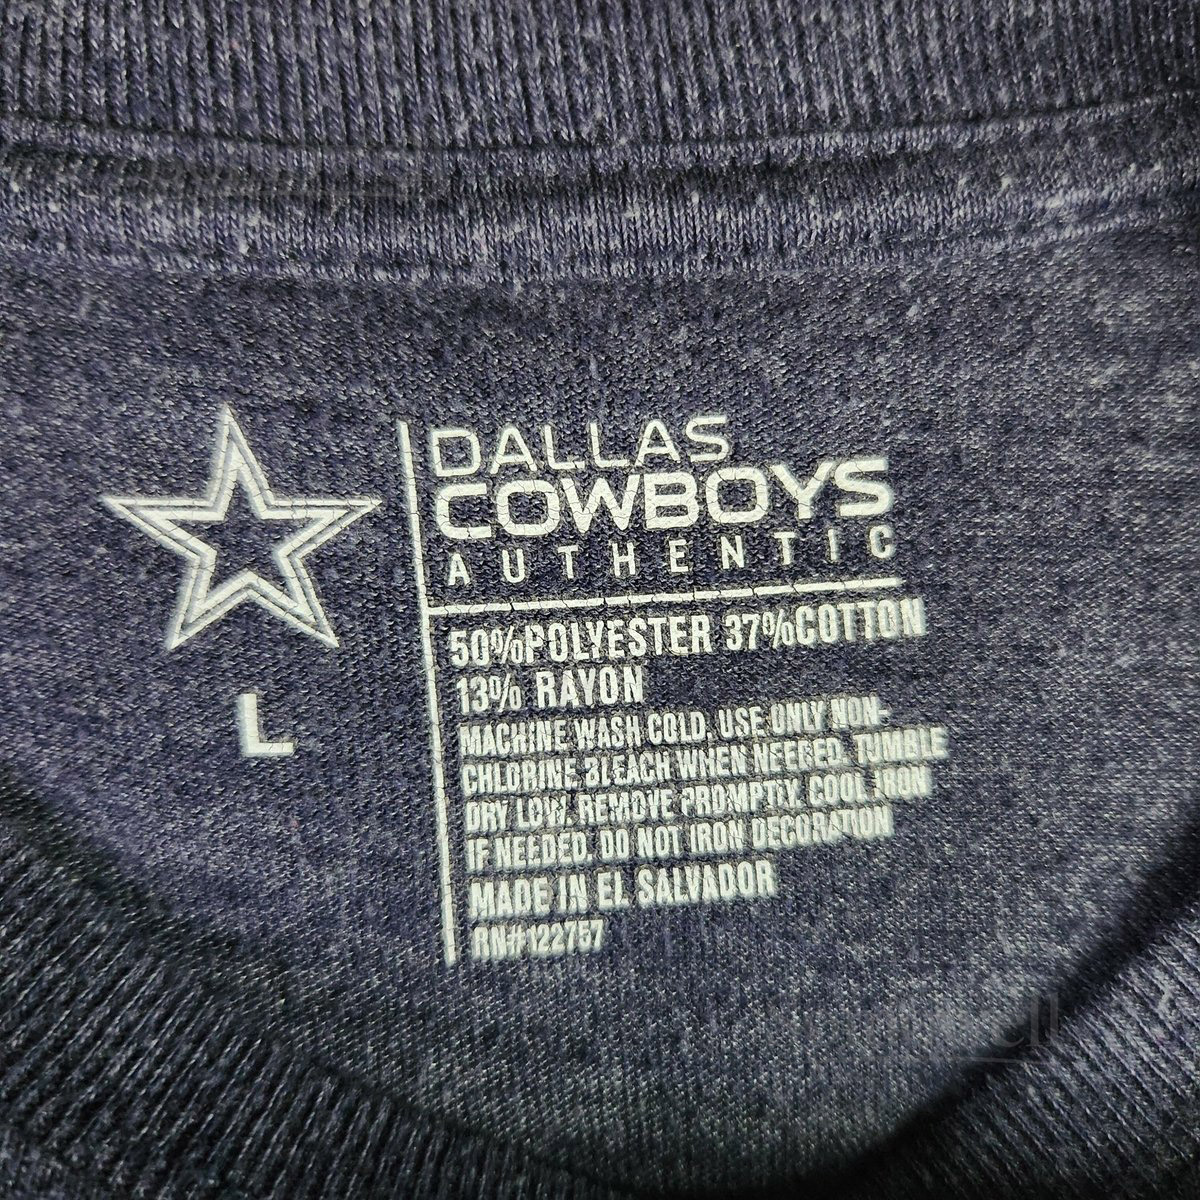 DALLAS
COWBOYS
AUTHENTIC
50%POLYESTER 37%COTTON
13% RAYON
MACHINE WASH COLD. USE ONLY NON-
CHLORINE BLEACH WHEN NEEDED. TUMBLE
DRY LOW. REMOVE PROMPTLY. COOL IRON
IF NEEDED. DO NOT IRON DECORATION
MADE IN EL SALVADOR
RN#122757
L